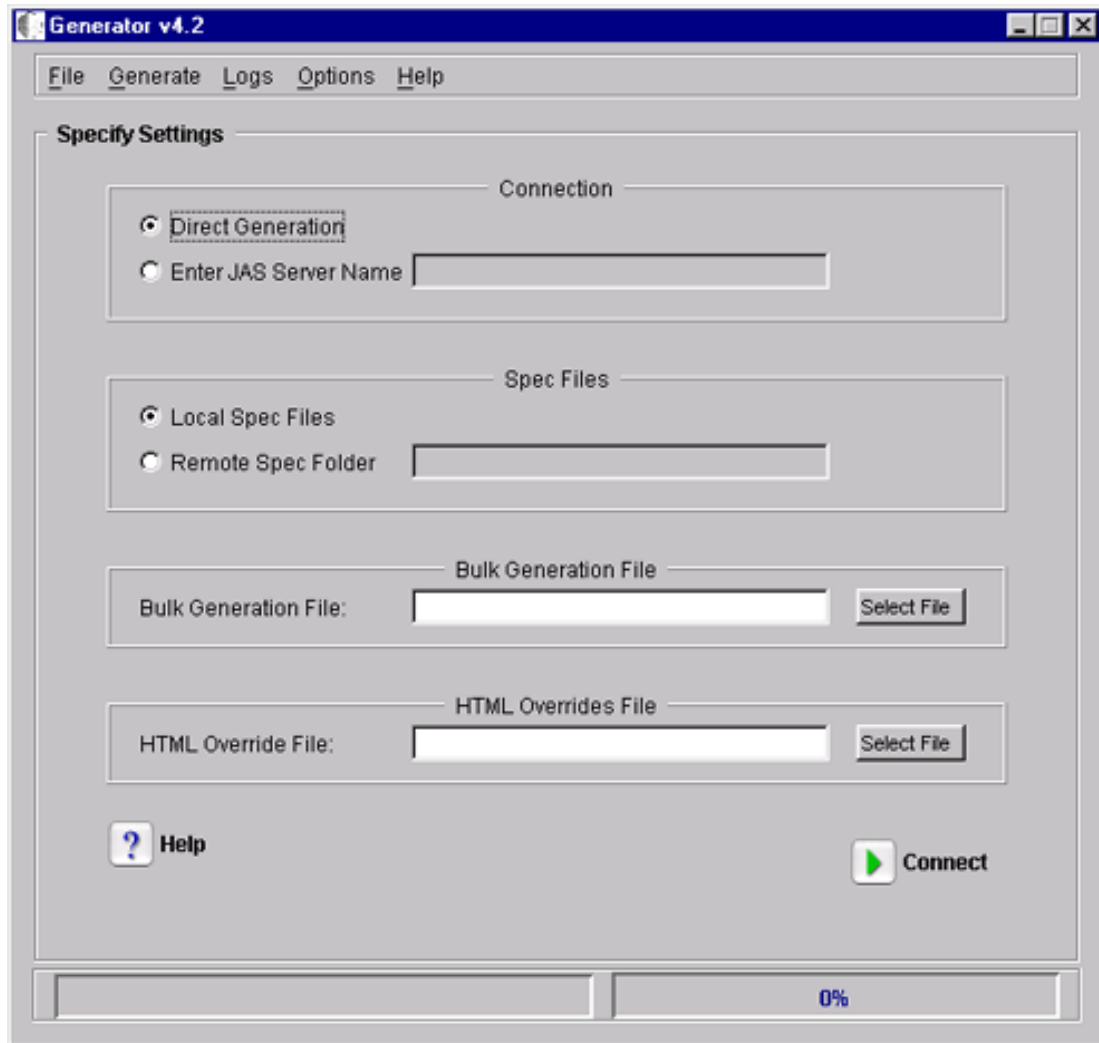 Generator v4.2
File Generate Logs Options Help
Specify Settings
Connection
Direct Generation
Enter JAS Server Name
Spec Files
Local Spec Files
Remote Spec Folder
Bulk Generation File
Bulk Generation File: Select File
HTML Overrides File
HTML Override File: Select File
? Help
Connect
0%